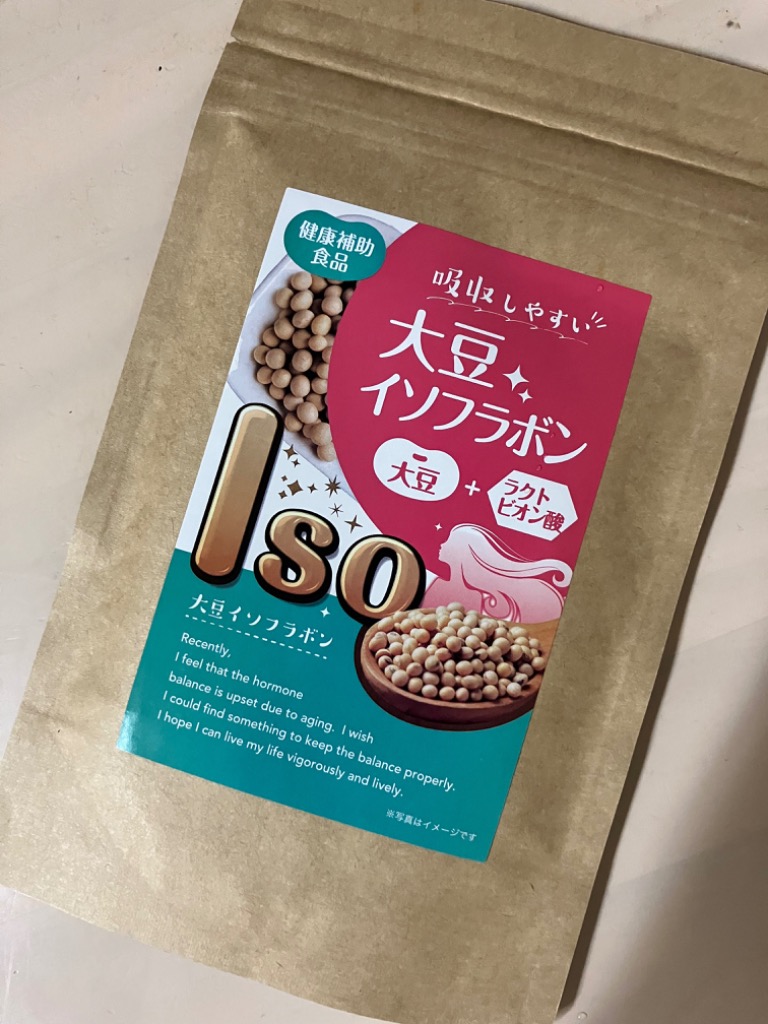 健康補助
食品
吸収しやすい
大豆
イソフラボン
大豆 + ラクト
ビオン酸
Iso
大豆イソフラボン
Recently,
I feel that the hormone
balance is upset due to aging. I wish
I could find something to keep the balance properly.
I hope I can live my life vigorously and lively.
※写真はイメージです